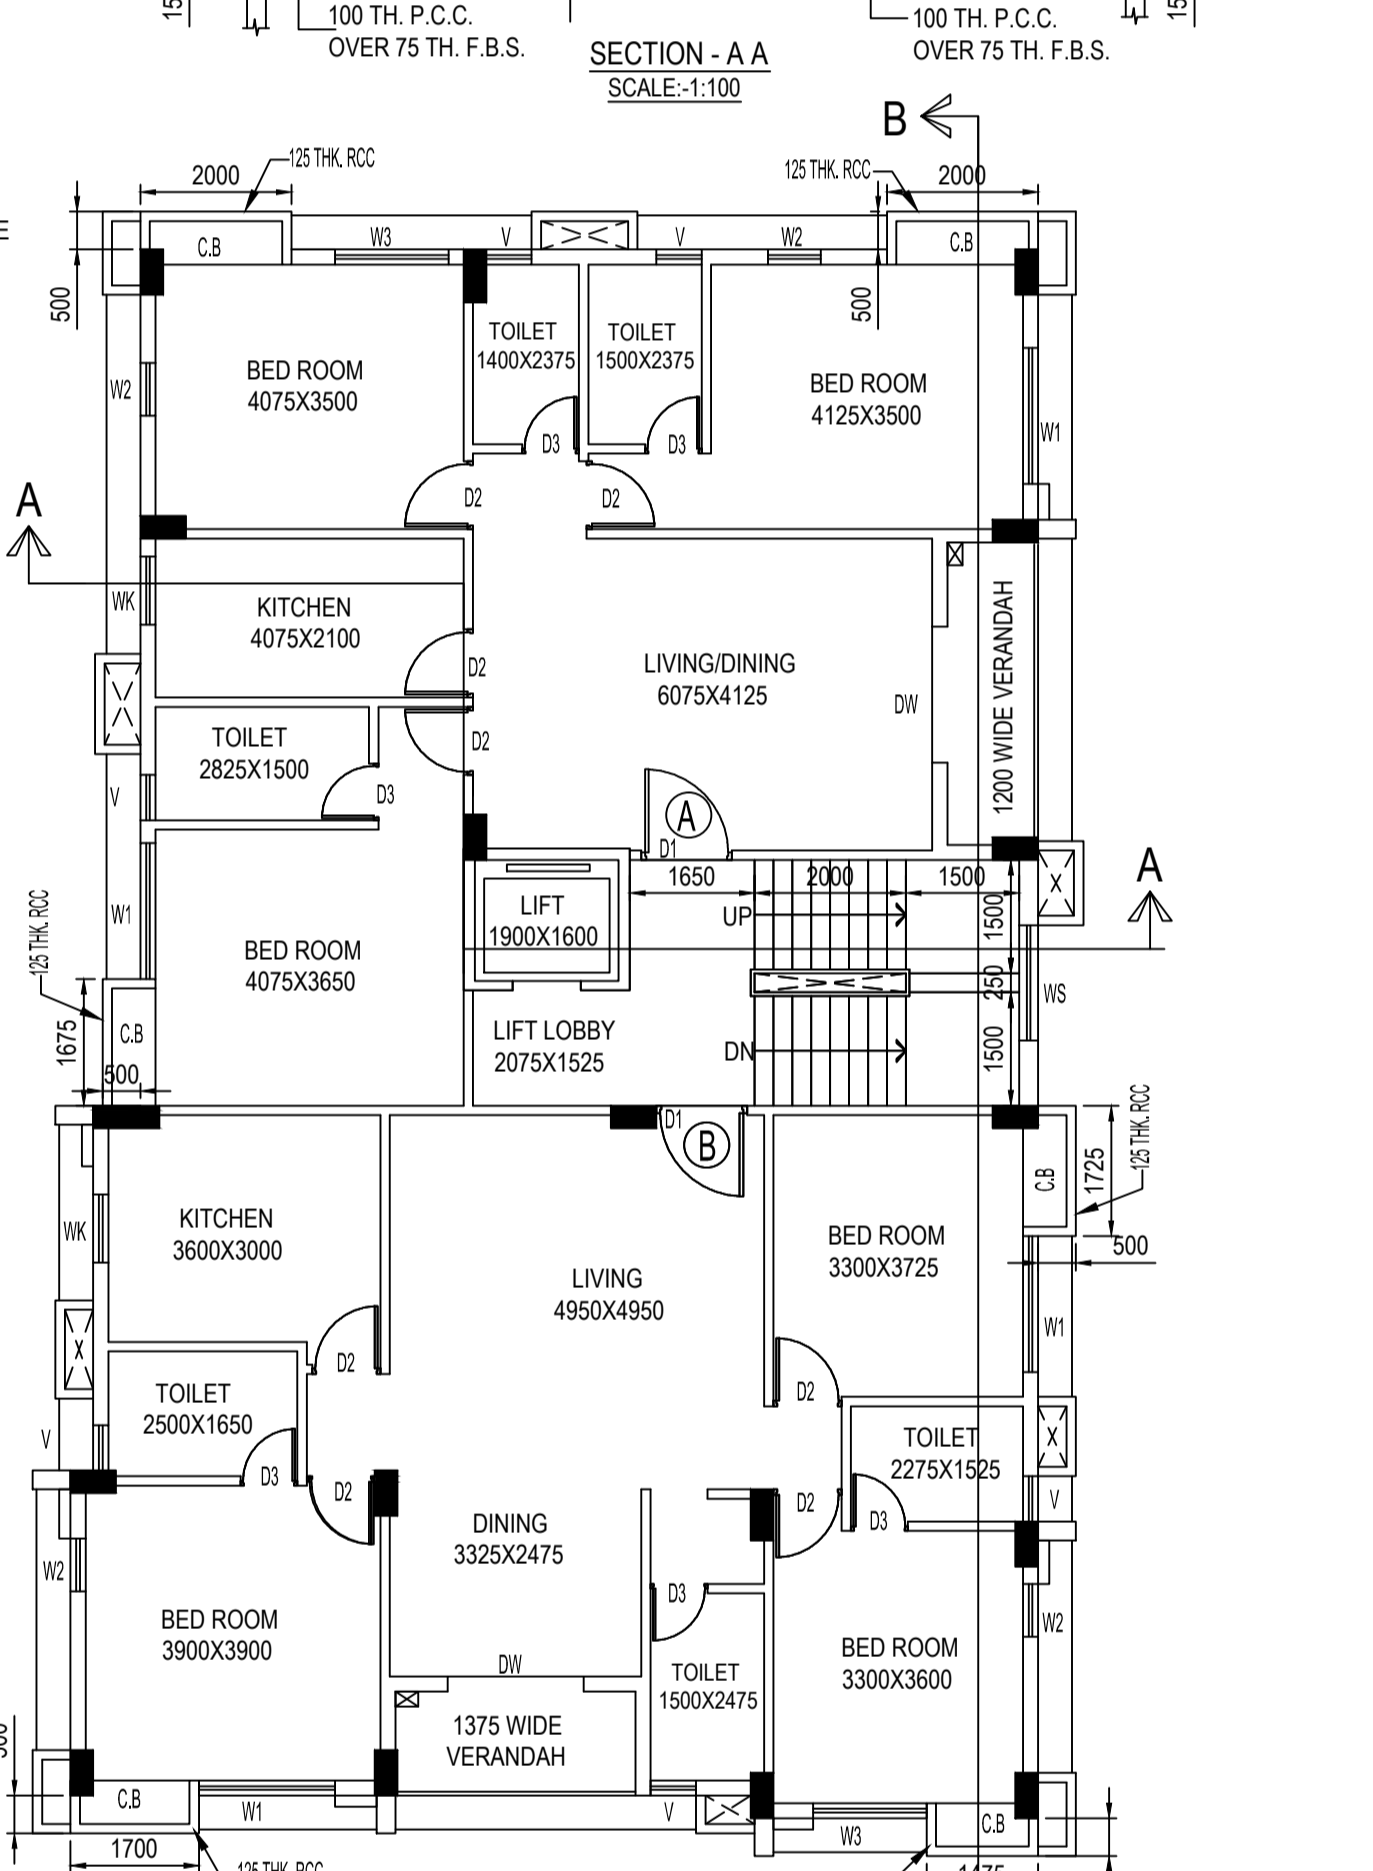 100 TH. P.C.C.
OVER 75 TH. F.B.S.
100 TH. P.C.C.
OVER 75 TH. F.B.S.
SECTION - A A
SCALE:-1:100
B
125 THK. RCC
125 THK. RCC
2000
2000
C.B
W3
V
V
W2
C.B
500
500
TOILET
1400X2375
TOILET
1500X2375
BED ROOM
4075X3500
BED ROOM
4125X3500
W2
W1
D3
D3
A
D2
D2
WK
KITCHEN
4075X2100
1200 WIDE VERANDAH
LIVING/DINING
6075X4125
D2
DW
TOILET
2825X1500
D2
V
D3
A
D1
A
1650
2000
1500
W1
125 THK. RCC
LIFT
1900X1600
UP
1500
BED ROOM
4075X3650
250
WS
C.B
1675
500
LIFT LOBBY
2075X1525
DN
1500
D1
B
125 THK. RCC
C.B
1725
KITCHEN
3600X3000
WK
BED ROOM
3300X3725
500
LIVING
4950X4950
W1
D2
D2
TOILET
2500X1650
V
TOILET
2275X1525
D3
D2
D2
D3
V
DINING
3325X2475
W2
D3
BED ROOM
3900X3900
W2
BED ROOM
3300X3600
DW
TOILET
1500X2475
1375 WIDE
VERANDAH
C.B
W1
V
W3
C.B
1700